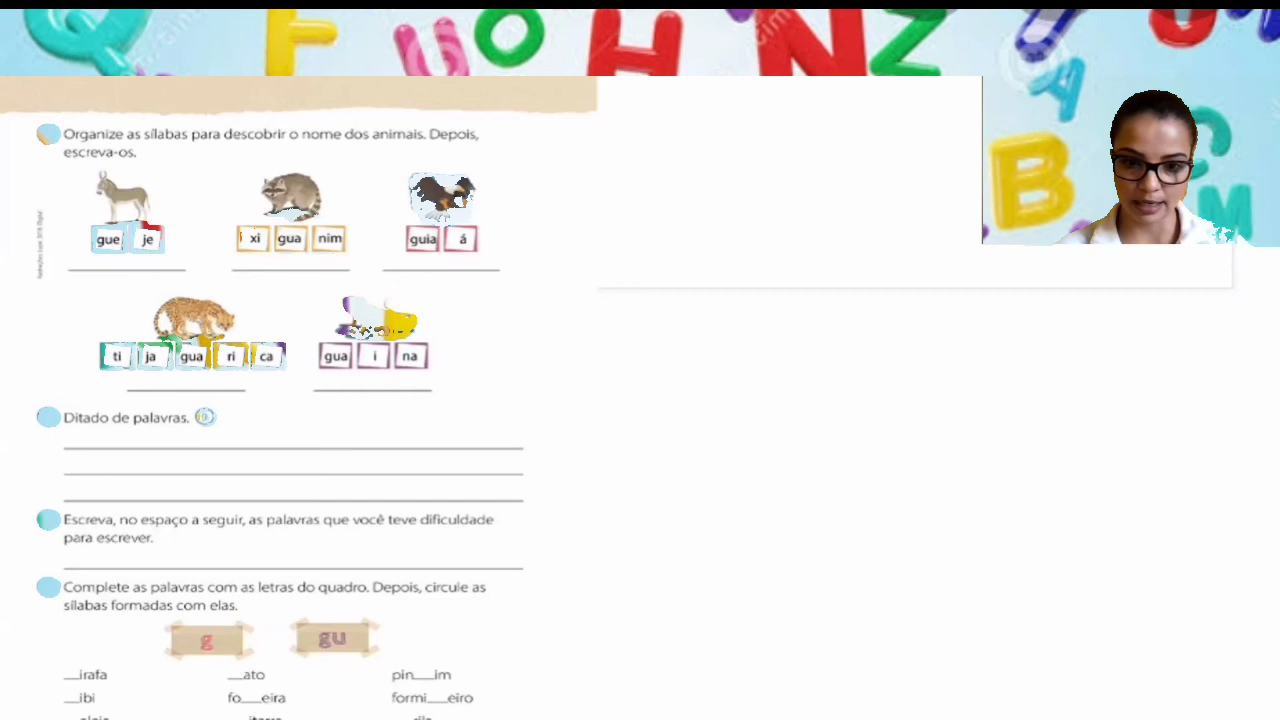 Organize as sílabas para descobrir o nome dos animais. Depois,
escreva-os.
gue je
xi gua nim
guia á
ti ja gua ri ca
gua i na
Ditado de palavras.
Escreva, no espaço a seguir, as palavras que você teve dificuldade
para escrever.
Complete as palavras com as letras do quadro. Depois, circule as
sílabas formadas com elas.
g gu
__irafa __ato pin___im
__ibi fo___eira formi___eiro